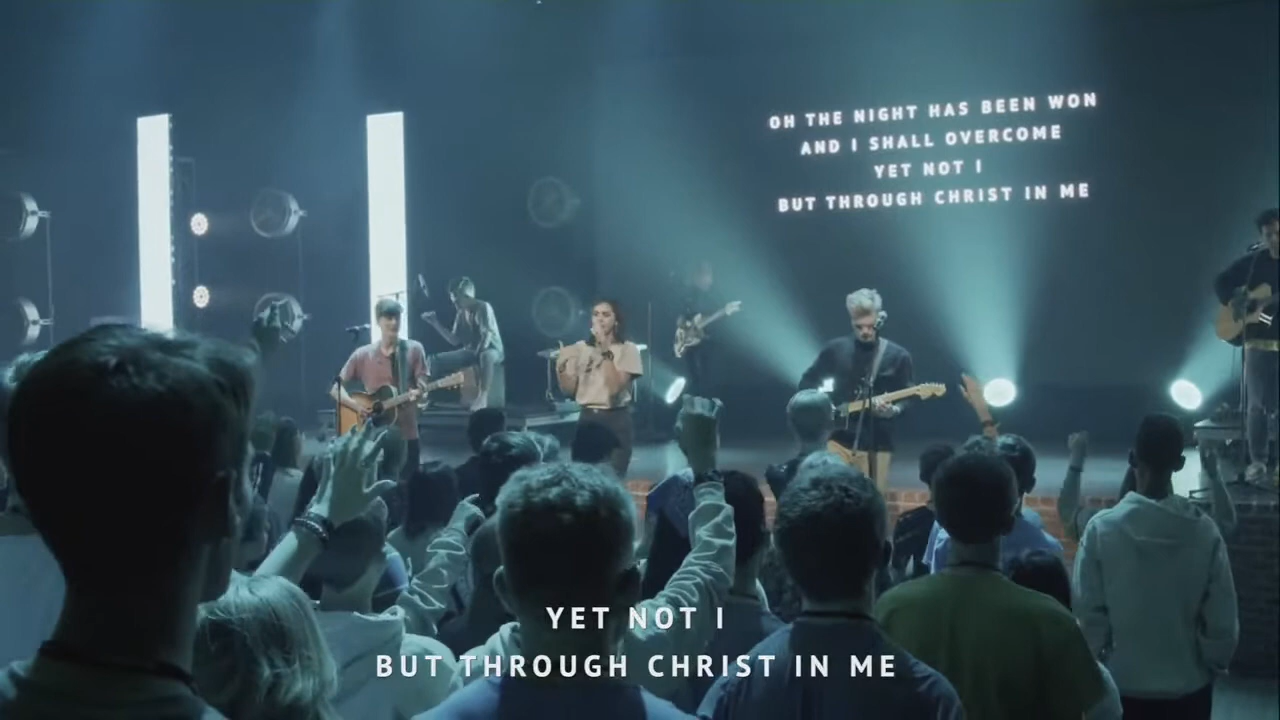 OH THE NIGHT HAS BEEN WON
AND I SHALL OVERCOME
YET NOT I
BUT THROUGH CHRIST IN ME
YET NOT I
BUT THROUGH CHRIST IN ME